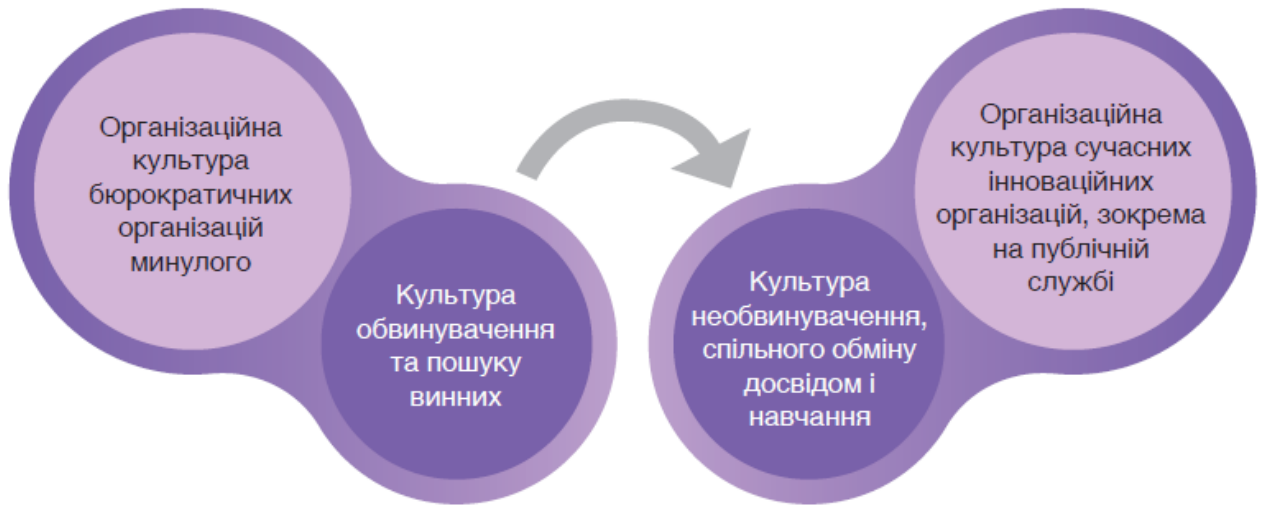 Організаційна
культура
бюрократичних
організацій
минулого
Культура
обвинувачення
та пошуку
винних
Культура
необвинувачення,
спільного обміну
досвідом і
навчання
Організаційна
культура сучасних
інноваційних
організацій, зокрема
на публічній
службі